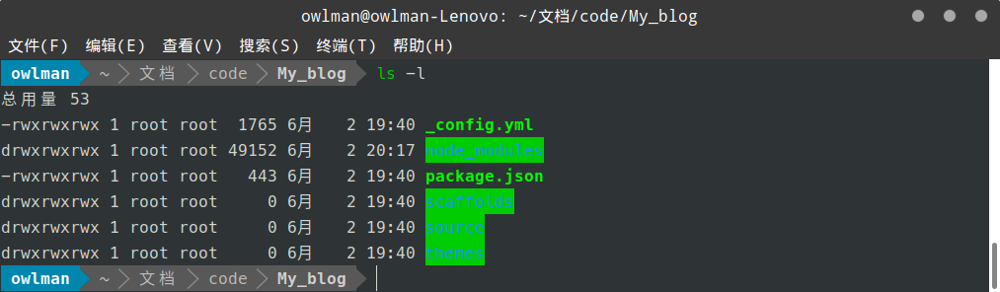 owlman@owlman-Lenovo: ~/文档/code/My_blog
文件(F) 编辑(E) 查看(V) 搜索(S) 终端(T) 帮助(H)
owlman ~ 文档 code My_blog ls -l
总用量 53
-rwxrwxrwx 1 root root  1765 6月   2 19:40 _config.yml
drwxrwxrwx 1 root root 49152 6月   2 20:17 node_modules
-rwxrwxrwx 1 root root   443 6月   2 19:40 package.json
drwxrwxrwx 1 root root     0 6月   2 19:40 scaffolds
drwxrwxrwx 1 root root     0 6月   2 19:40 source
drwxrwxrwx 1 root root     0 6月   2 19:40 themes
owlman ~ 文档 code My_blog